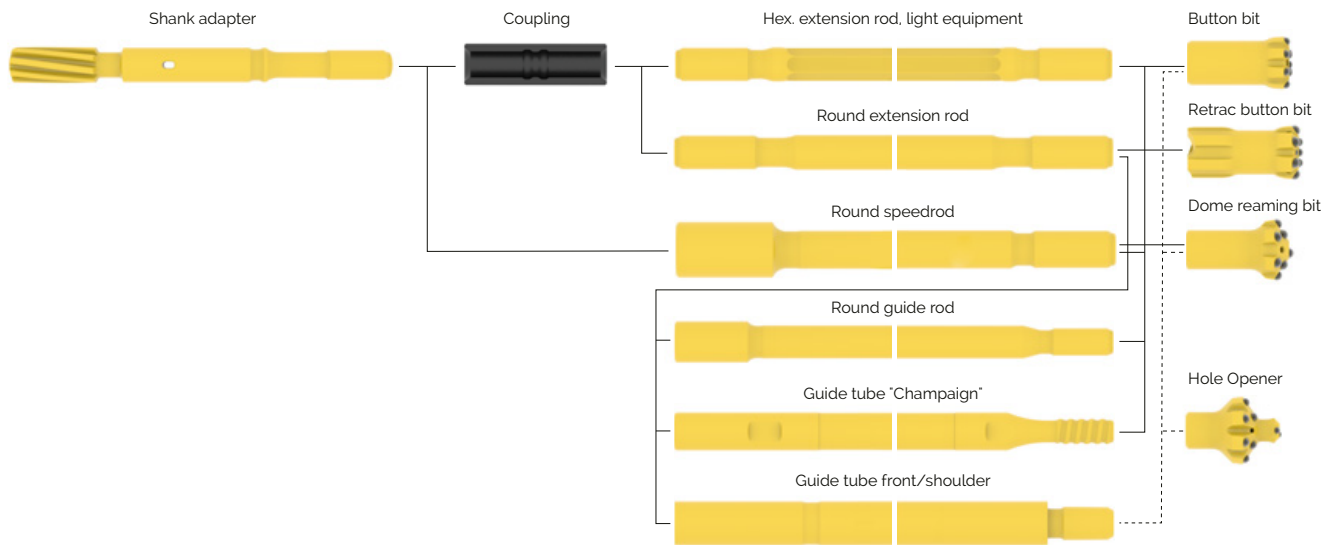 Shank adapter
Coupling
Hex. extension rod, light equipment
Button bit
Round extension rod
Retrac button bit
Round speedrod
Dome reaming bit
Round guide rod
Guide tube "Champaign"
Hole Opener
Guide tube front/shoulder